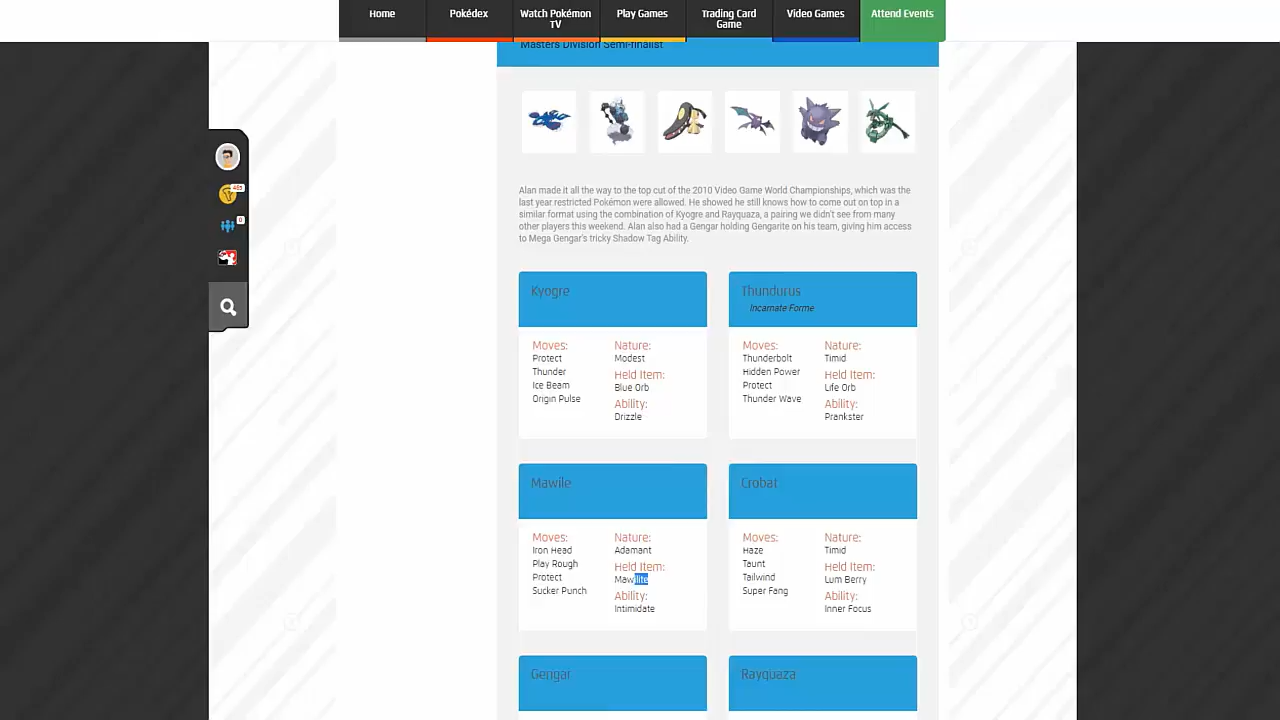 Home
Pokédex
Watch Pokémon TV
Play Games
Trading Card Game
Video Games
Attend Events
Masters Division Semi-finalist
Alan made it all the way to the top cut of the 2010 Video Game World Championships, which was the
last year restricted Pokémon were allowed. He showed he still knows how to come out on top in a
similar format using the combination of Kyogre and Rayquaza, a pairing we didn't see from many
other players this weekend. Alan also had a Gengar holding Gengarite on his team, giving him access
to Mega Gengar's tricky Shadow Tag Ability.
Kyogre
Moves:
Protect
Thunder
Ice Beam
Origin Pulse
Nature:
Modest
Held Item:
Blue Orb
Ability:
Drizzle
Thundurus
Incarnate Forme
Moves:
Thunderbolt
Hidden Power
Protect
Thunder Wave
Nature:
Timid
Held Item:
Life Orb
Ability:
Prankster
Mawile
Moves:
Iron Head
Play Rough
Protect
Sucker Punch
Nature:
Adamant
Held Item:
Mawilite
Ability:
Intimidate
Crobat
Moves:
Haze
Taunt
Tailwind
Super Fang
Nature:
Timid
Held Item:
Lum Berry
Ability:
Inner Focus
Gengar
Rayquaza